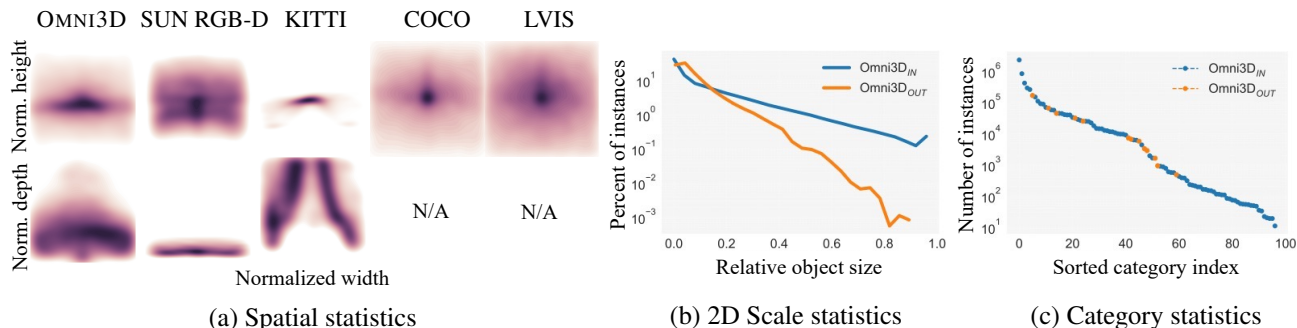 OMNI3D SUN RGB-D KITTI COCO LVIS
Norm. height
Norm. depth
N/A N/A
Normalized width
(a) Spatial statistics
Percent of instances
10^1
10^0
10^-1
10^-2
10^-3
Omni3D_IN
Omni3D_OUT
0.0 0.2 0.4 0.6 0.8 1.0
Relative object size
(b) 2D Scale statistics
Number of instances
10^6
10^5
10^4
10^3
10^2
10^1
Omni3D_IN
Omni3D_OUT
0 20 40 60 80 100
Sorted category index
(c) Category statistics